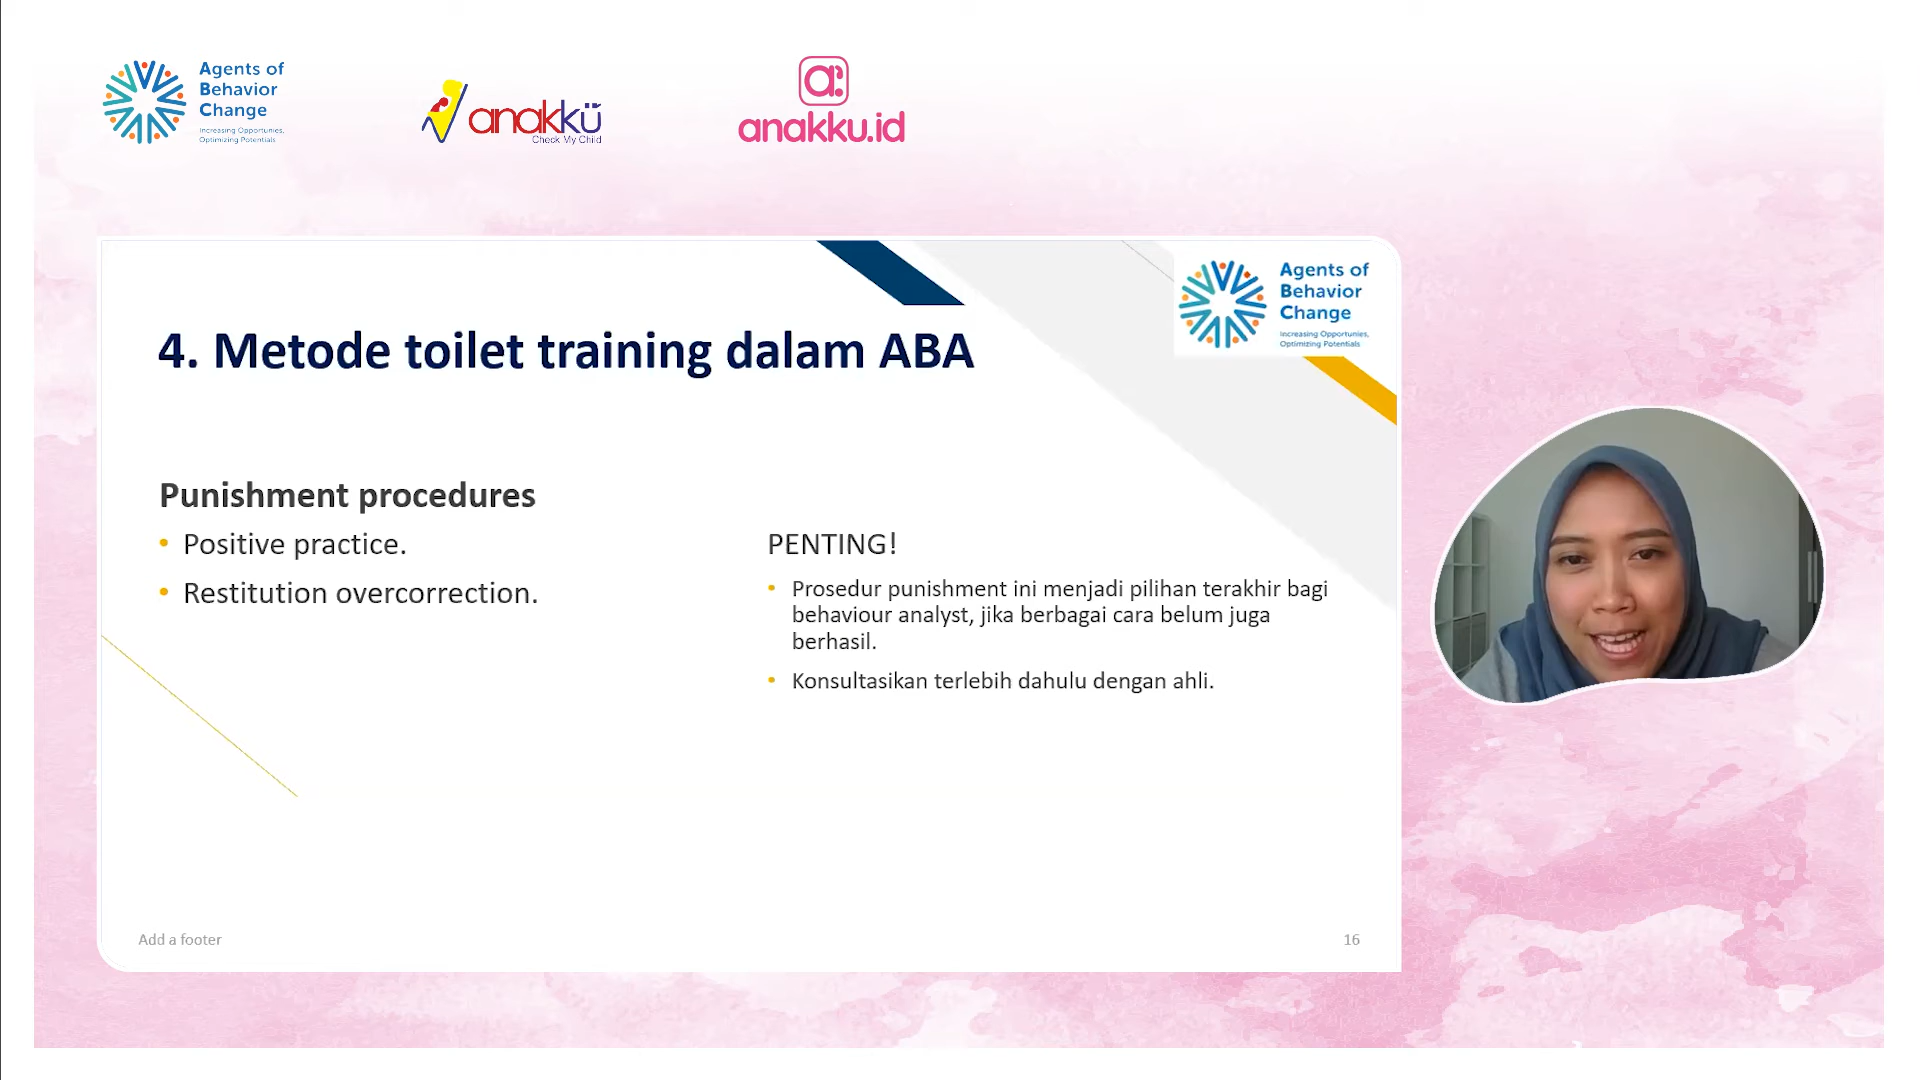 Agents of
Behavior
Change
Increasing Opportunies,
Optimizing Potentials
anakkü
Check My Child
a:
anakku.id
Agents of
Behavior
Change
Increasing Opportunies,
Optimizing Potentials
4. Metode toilet training dalam ABA
Punishment procedures
• Positive practice.
• Restitution overcorrection.
PENTING!
• Prosedur punishment ini menjadi pilihan terakhir bagi
behaviour analyst, jika berbagai cara belum juga
berhasil.
• Konsultasikan terlebih dahulu dengan ahli.
Add a footer
16